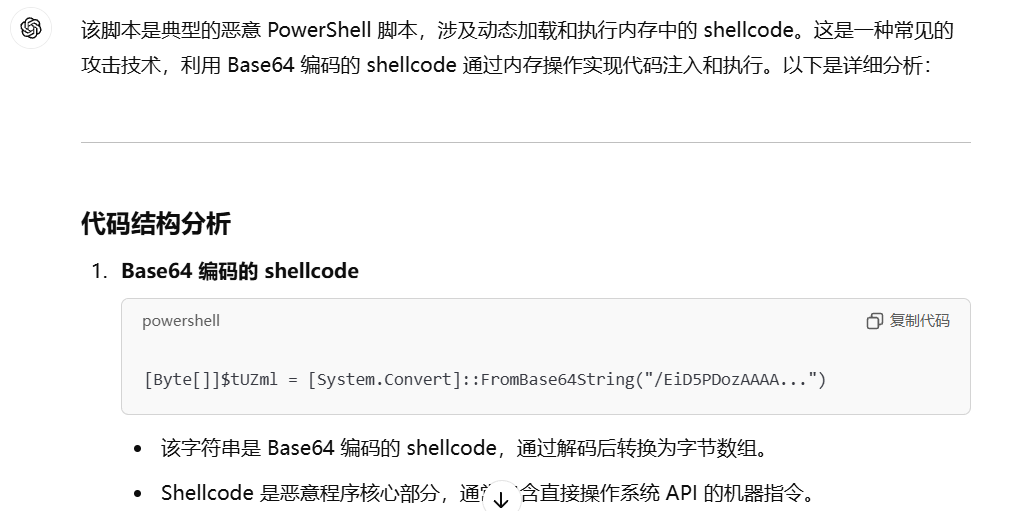 该脚本是典型的恶意 PowerShell 脚本，涉及动态加载和执行内存中的 shellcode。这是一种常见的
攻击技术，利用 Base64 编码的 shellcode 通过内存操作实现代码注入和执行。以下是详细分析：
代码结构分析
1. Base64 编码的 shellcode
powershell 复制代码
[Byte[]]$tUZml = [System.Convert]::FromBase64String("/EiD5PDozAAAA...")
• 该字符串是 Base64 编码的 shellcode，通过解码后转换为字节数组。
• Shellcode 是恶意程序核心部分，通常含直接操作系统 API 的机器指令。